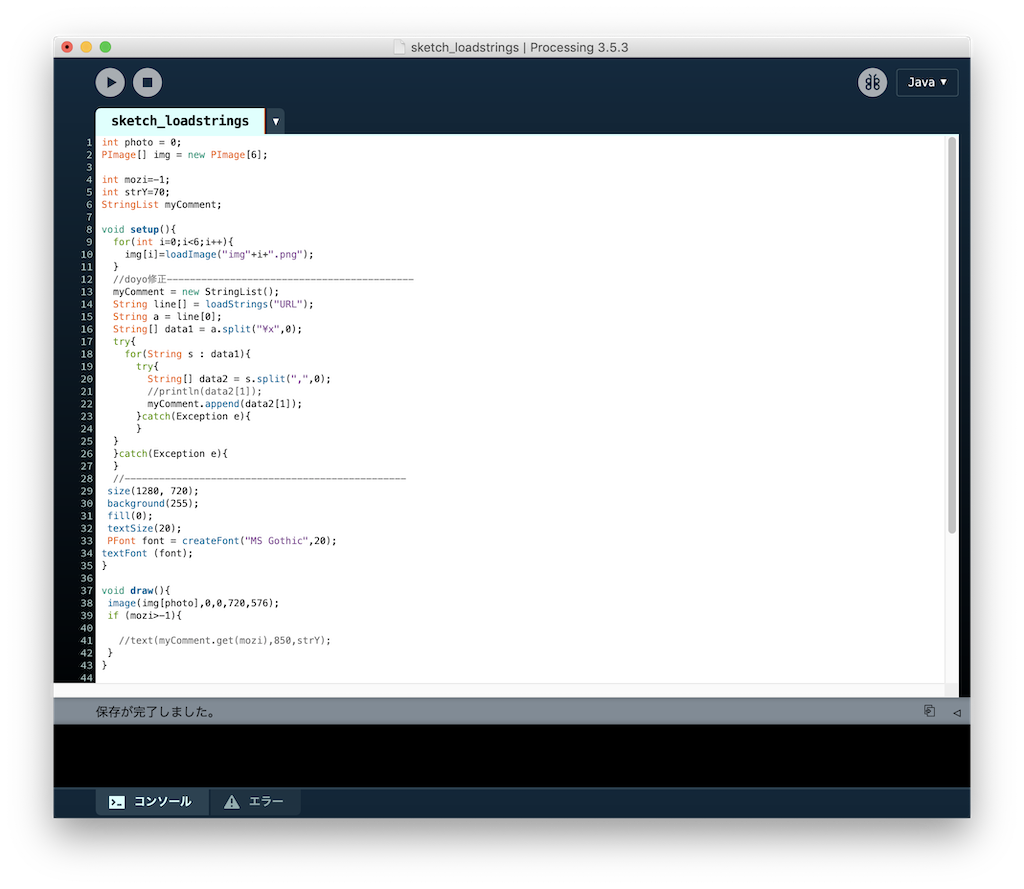 sketch_loadstrings | Processing 3.5.3
Java ▼
sketch_loadstrings ▼
1 int photo = 0;
2 PImage[] img = new PImage[6];
3
4 int mozi=-1;
5 int strY=70;
6 StringList myComment;
7
8 void setup(){
9   for(int i=0;i<6;i++){
10     img[i]=loadImage("img"+i+".png");
11   }
12   //doyo修正-------------------------------------------
13   myComment = new StringList();
14   String line[] = loadStrings("URL");
15   String a = line[0];
16   String[] data1 = a.split("¥x",0);
17   try{
18     for(String s : data1){
19       try{
20         String[] data2 = s.split(",",0);
21         //println(data2[1]);
22         myComment.append(data2[1]);
23       }catch(Exception e){
24       }
25   }
26   }catch(Exception e){
27   }
28   //-------------------------------------------------
29  size(1280, 720);
30  background(255);
31  fill(0);
32  textSize(20);
33  PFont font = createFont("MS Gothic",20);
34 textFont (font);
35 }
36
37 void draw(){
38  image(img[photo],0,0,720,576);
39  if (mozi>-1){
40
41    //text(myComment.get(mozi),850,strY);
42  }
43 }
44
保存が完了しました。
コンソール
エラー